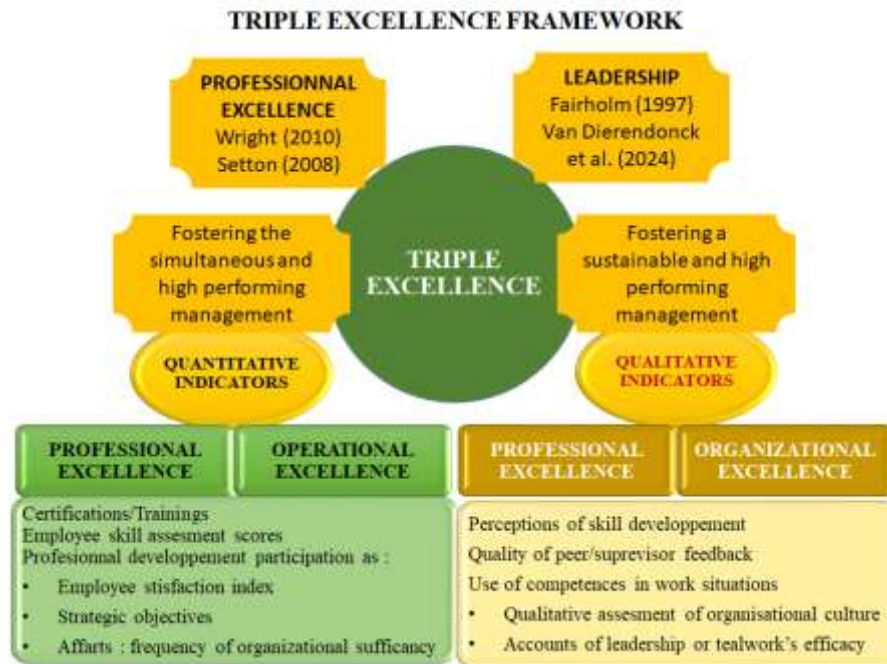 TRIPLE EXCELLENCE FRAMEWORK
PROFESSIONNAL
EXCELLENCE
Wright (2010)
Setton (2008)
LEADERSHIP
Fairholm (1997)
Van Dierendonck
et al. (2024)
Fostering the
simultaneous and
high performing
management
TRIPLE
EXCELLENCE
Fostering a
sustainable and high
performing
management
QUANTITATIVE
INDICATORS
QUALITATIVE
INDICATORS
PROFESSIONAL
EXCELLENCE
OPERATIONAL
EXCELLENCE
PROFESSIONAL
EXCELLENCE
ORGANIZATIONAL
EXCELLENCE
Certifications/Trainings
Employee skill assesment scores
Profesionnal developpement participation as :
• Employee stisfaction index
• Strategic objectives
• Affarts : frequency of organizational sufficancy
Perceptions of skill developpement
Quality of peer/suprevisor feedback
Use of competences in work situations
• Qualitative assesment of organisational culture
• Accounts of leadership or tealwork's efficacy